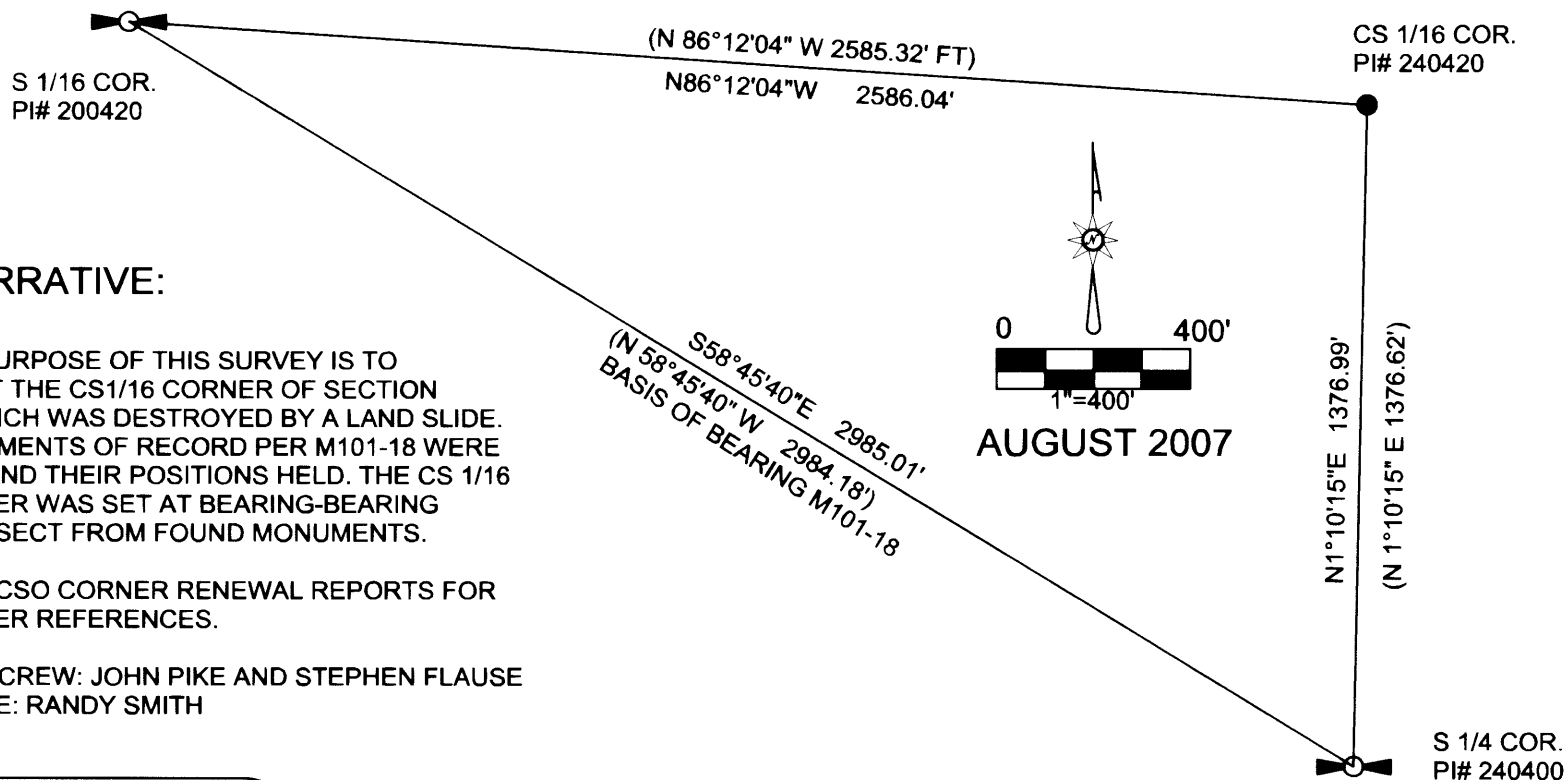 (N 86°12'04" W 2585.32' FT)
N86°12'04"W 2586.04'
CS 1/16 COR.
PI# 240420
S 1/16 COR.
PI# 200420
N
0 400'
1"=400'
AUGUST 2007
RRATIVE:
URPOSE OF THIS SURVEY IS TO
T THE CS1/16 CORNER OF SECTION
ICH WAS DESTROYED BY A LAND SLIDE.
MENTS OF RECORD PER M101-18 WERE
ND THEIR POSITIONS HELD. THE CS 1/16
ER WAS SET AT BEARING-BEARING
SECT FROM FOUND MONUMENTS.
CSO CORNER RENEWAL REPORTS FOR
ER REFERENCES.
CREW: JOHN PIKE AND STEPHEN FLAUSE
E: RANDY SMITH
S58°45'40"E 2985.01'
(N 58°45'40" W 2984.18')
BASIS OF BEARING M101-18
N1°10'15"E 1376.99'
(N 1°10'15" E 1376.62')
S 1/4 COR.
PI# 240400